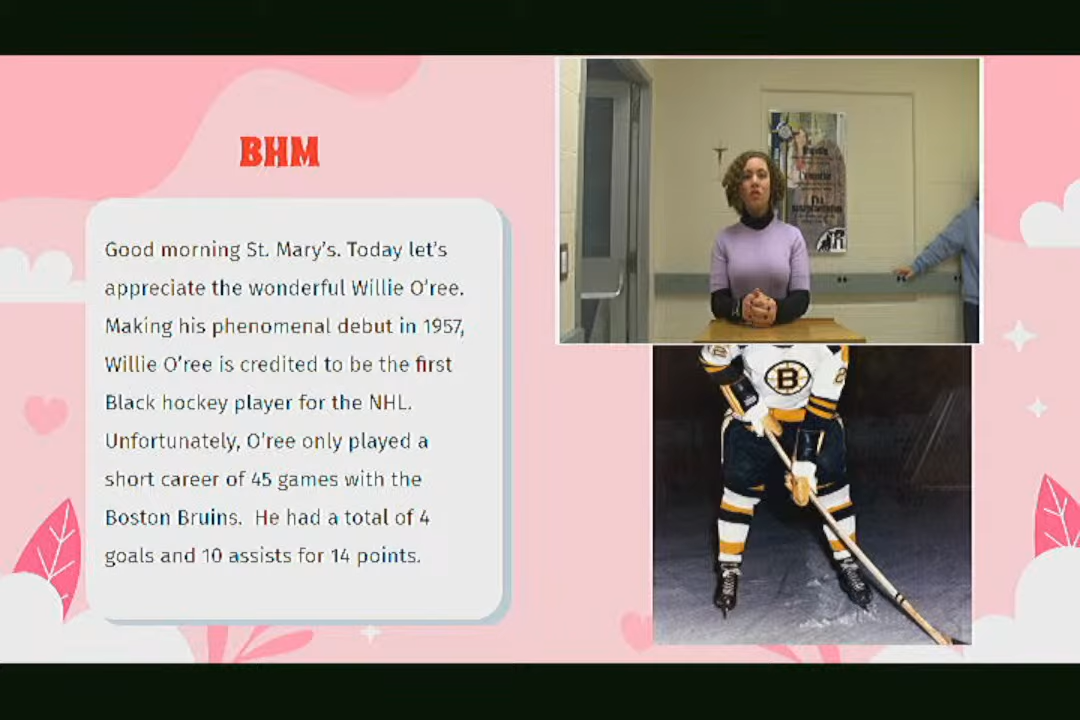 BHM
Good morning St. Mary's. Today let's
appreciate the wonderful Willie O'ree.
Making his phenomenal debut in 1957,
Willie O'ree is credited to be the first
Black hockey player for the NHL.
Unfortunately, O'ree only played a
short career of 45 games with the
Boston Bruins.  He had a total of 4
goals and 10 assists for 14 points.
B